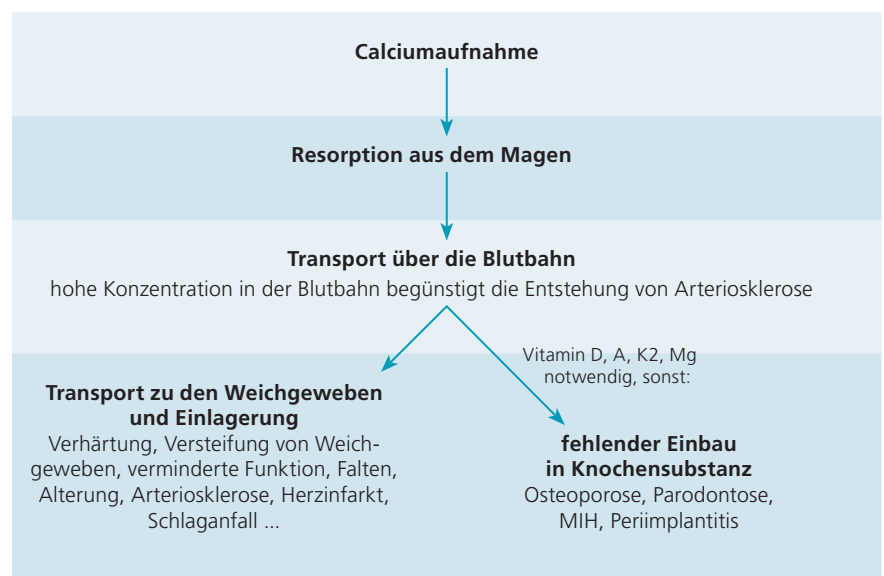 Calciumaufnahme
Resorption aus dem Magen
Transport über die Blutbahn
hohe Konzentration in der Blutbahn begünstigt die Entstehung von Arteriosklerose
Vitamin D, A, K2, Mg
notwendig, sonst:
Transport zu den Weichgeweben
und Einlagerung
Verhärtung, Versteifung von Weich-
geweben, verminderte Funktion, Falten,
Alterung, Arteriosklerose, Herzinfarkt,
Schlaganfall ...
fehlender Einbau
in Knochensubstanz
Osteoporose, Parodontose,
MIH, Periimplantitis